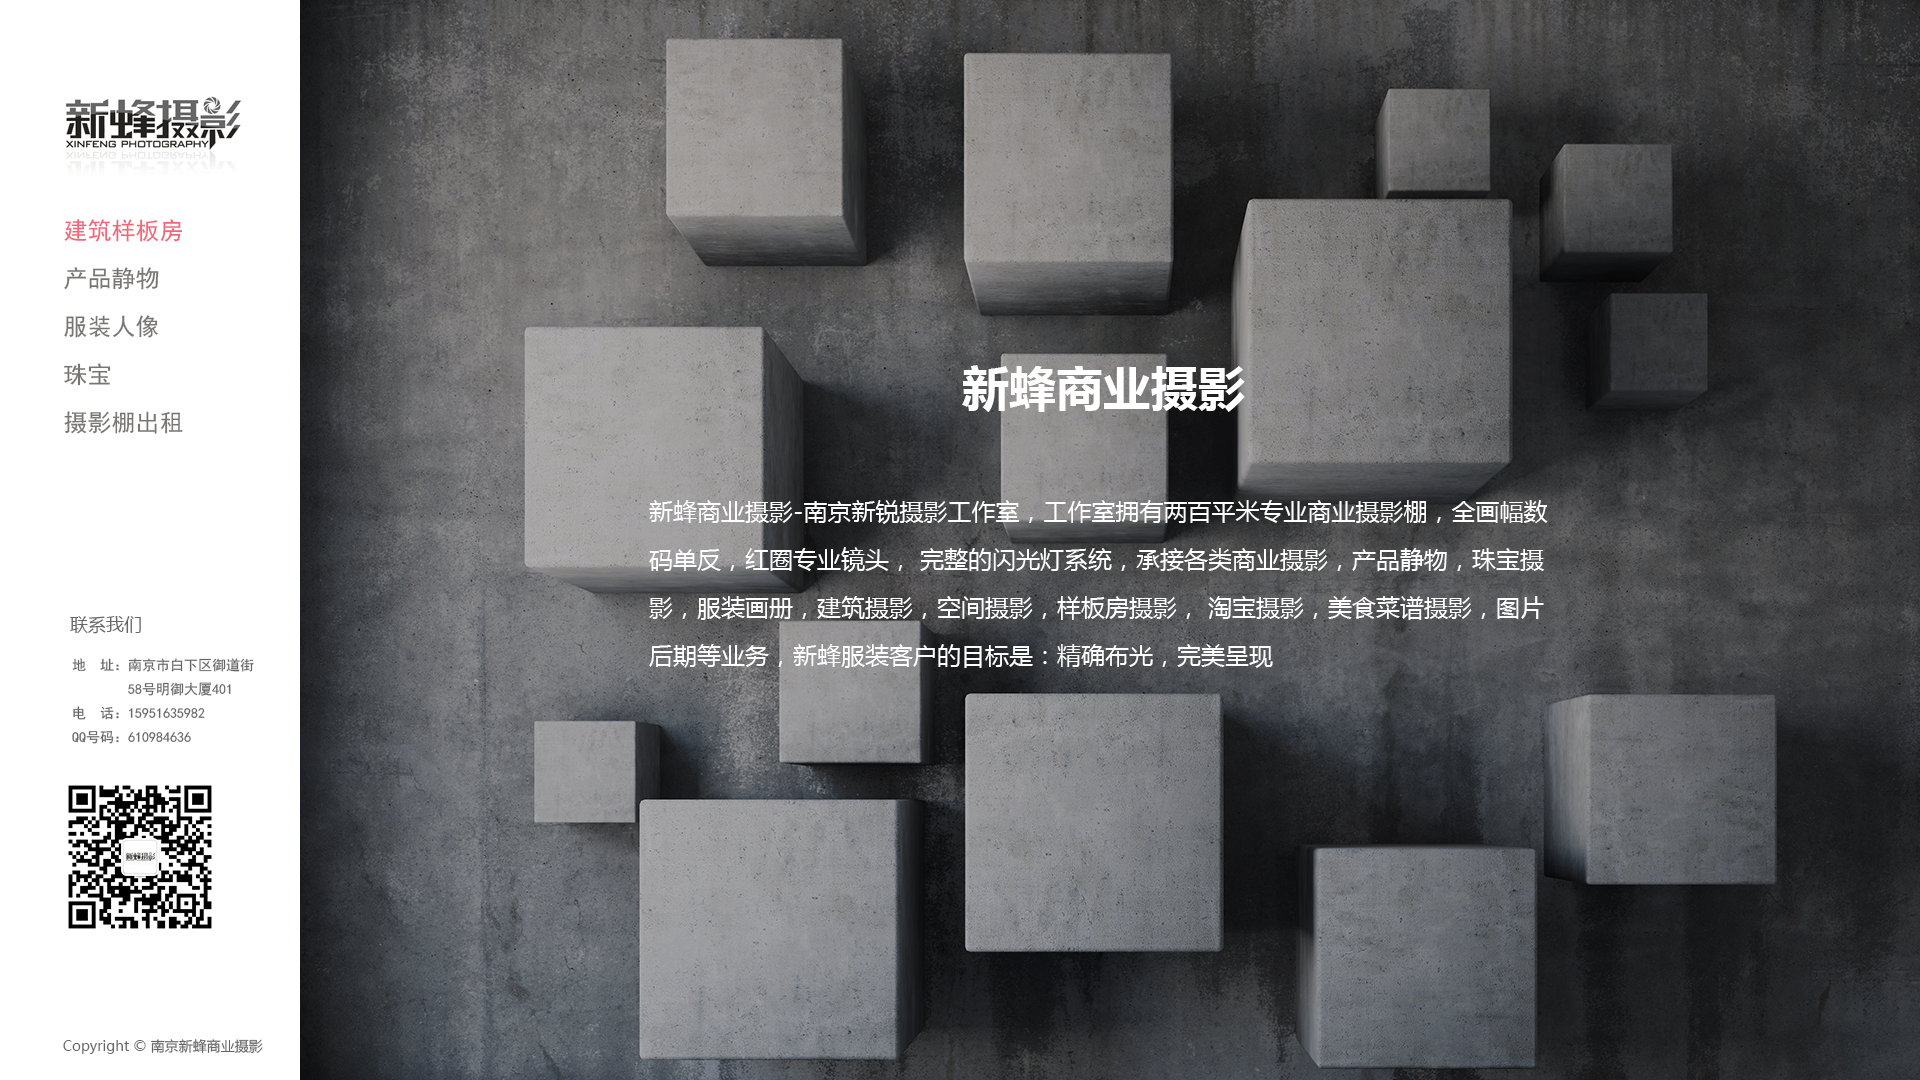 新蜂摄影
XINFENG PHOTOGRAPHY
建筑样板房
产品静物
服装人像
珠宝
摄影棚出租
联系我们
地 址：南京市白下区御道街
58号明御大厦401
电 话：15951635982
QQ号码：610984636
新蜂摄影
Copyright © 南京新蜂商业摄影
新蜂商业摄影
新蜂商业摄影-南京新锐摄影工作室，工作室拥有两百平米专业商业摄影棚，全画幅数
码单反，红圈专业镜头， 完整的闪光灯系统，承接各类商业摄影，产品静物，珠宝摄
影，服装画册，建筑摄影，空间摄影，样板房摄影， 淘宝摄影，美食菜谱摄影，图片
后期等业务，新蜂服装客户的目标是：精确布光，完美呈现